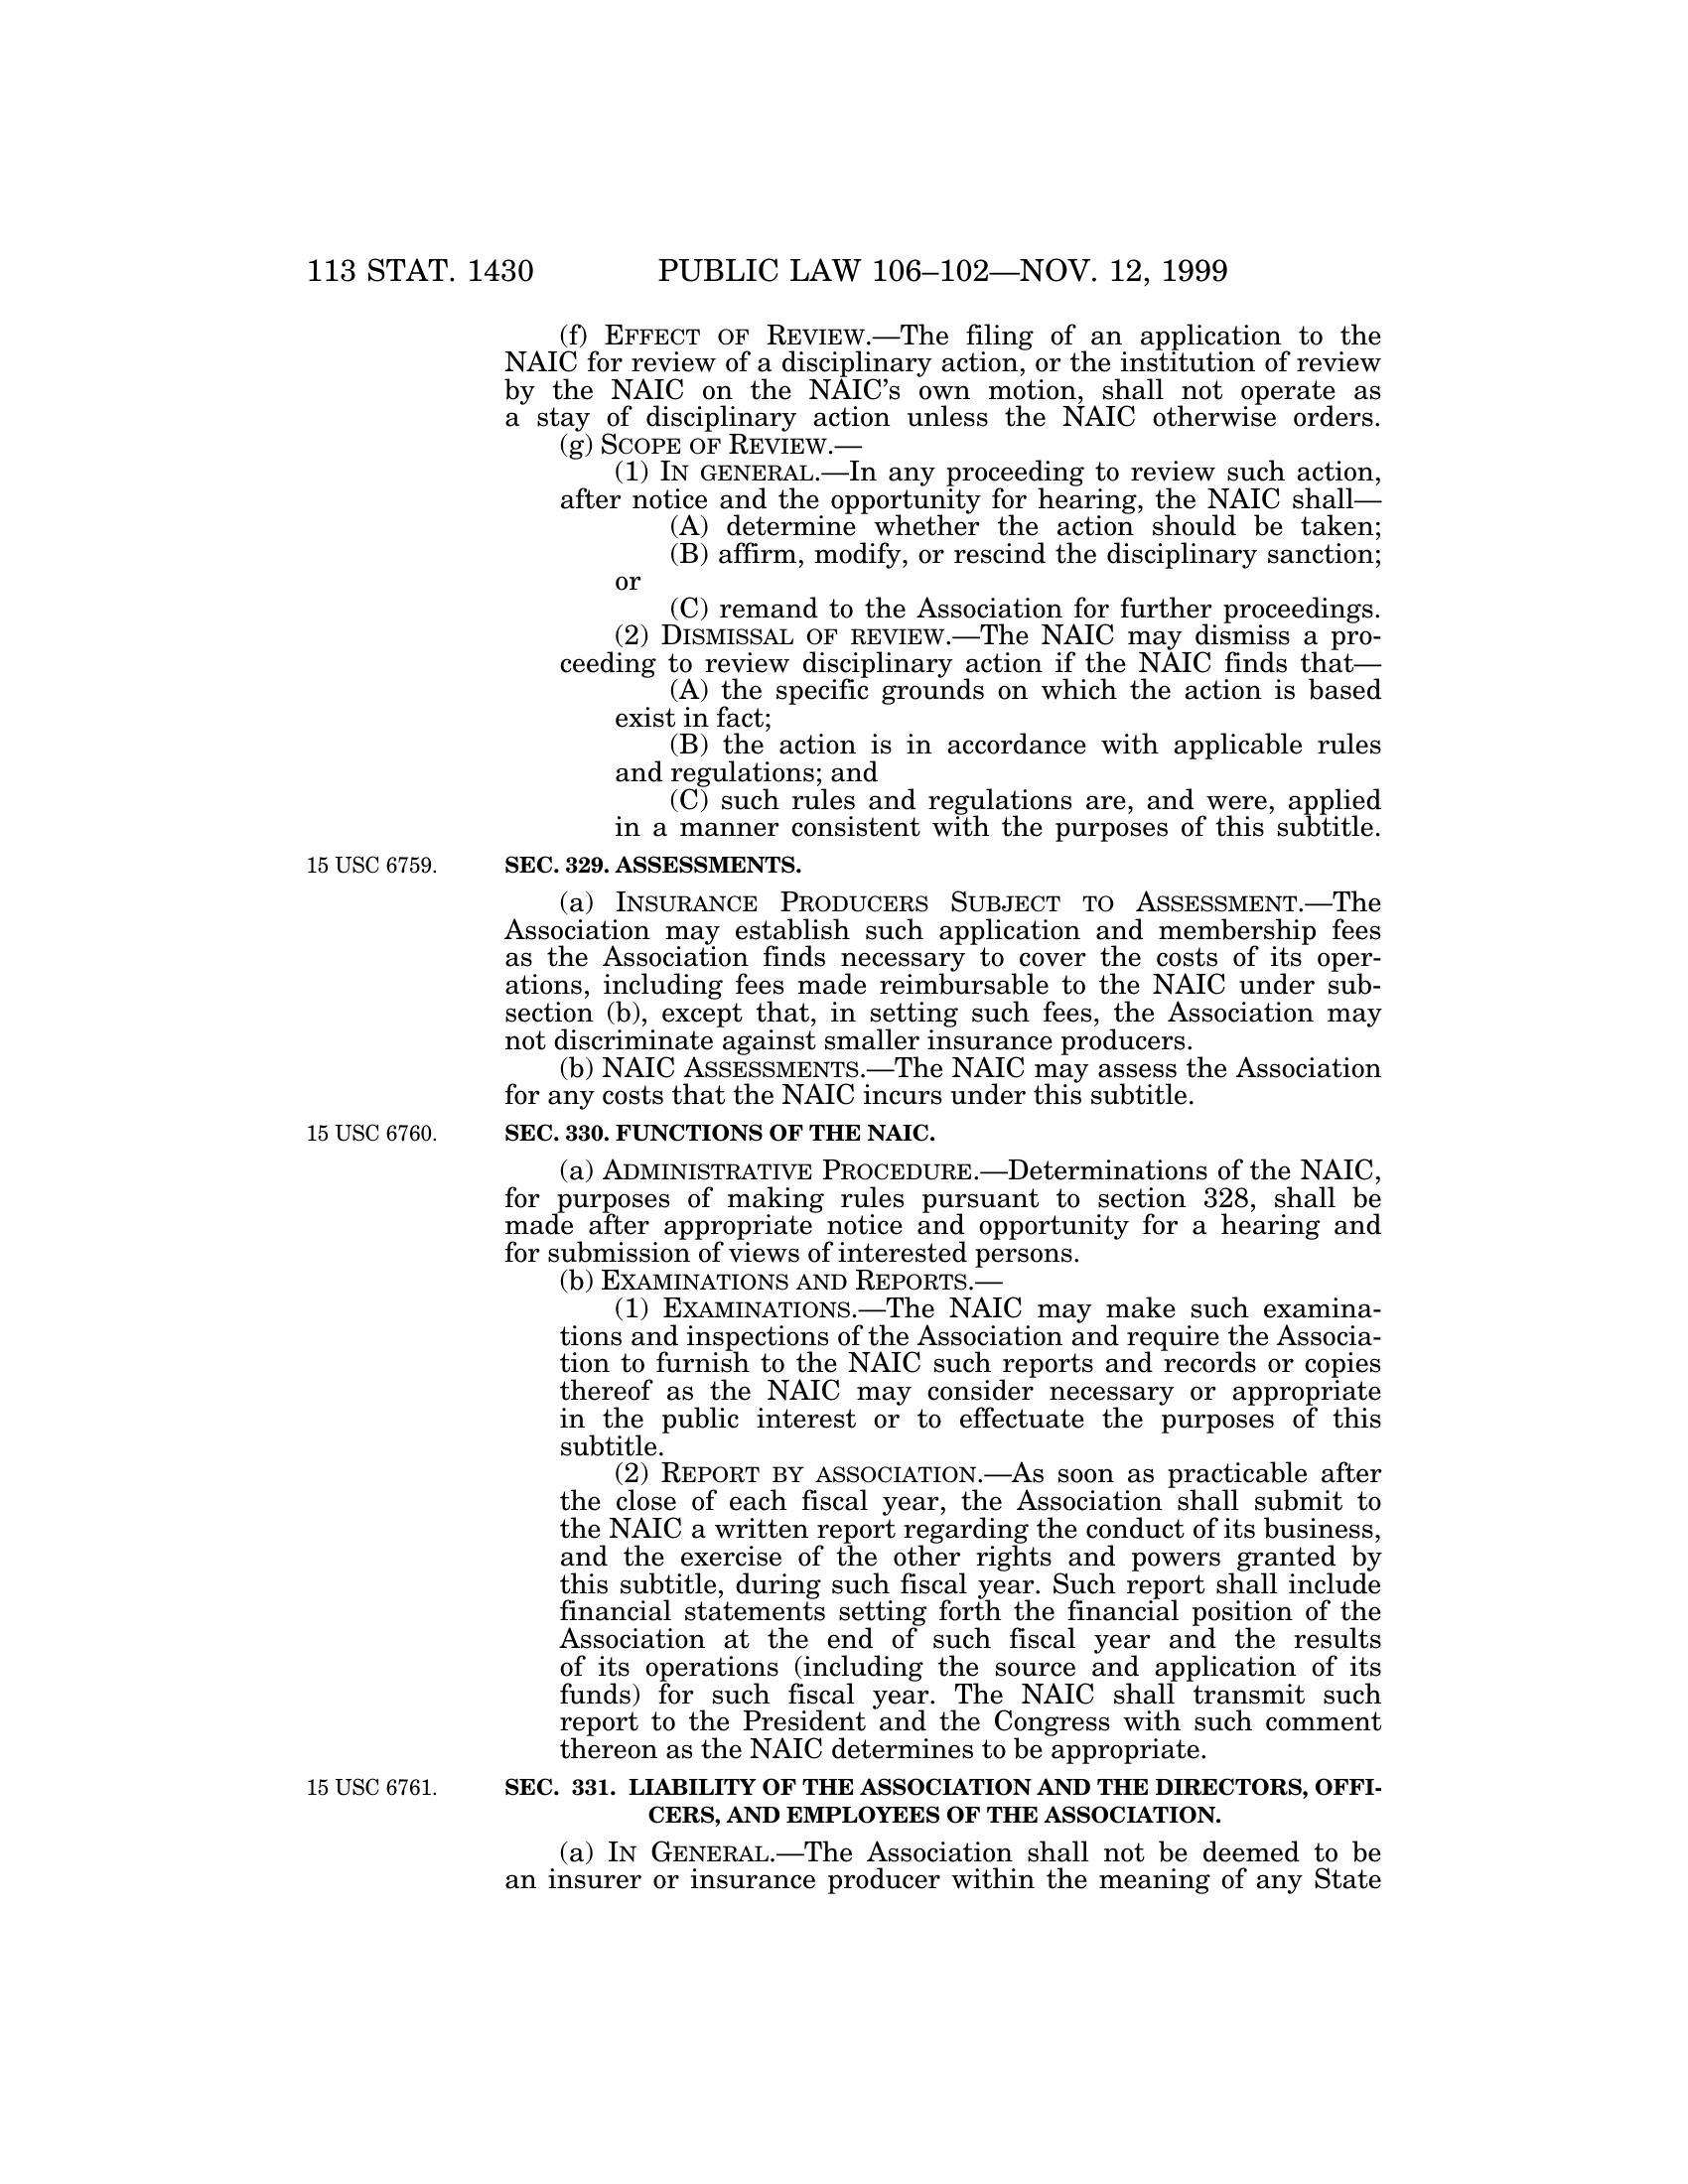 113 STAT. 1430 PUBLIC LAW 106–102—NOV. 12, 1999
(f) EFFECT OF REVIEW.—The filing of an application to the
NAIC for review of a disciplinary action, or the institution of review
by the NAIC on the NAIC’s own motion, shall not operate as
a stay of disciplinary action unless the NAIC otherwise orders.
(g) SCOPE OF REVIEW.—
(1) IN GENERAL.—In any proceeding to review such action,
after notice and the opportunity for hearing, the NAIC shall—
(A) determine whether the action should be taken;
(B) affirm, modify, or rescind the disciplinary sanction;
or
(C) remand to the Association for further proceedings.
(2) DISMISSAL OF REVIEW.—The NAIC may dismiss a pro-
ceeding to review disciplinary action if the NAIC finds that—
(A) the specific grounds on which the action is based
exist in fact;
(B) the action is in accordance with applicable rules
and regulations; and
(C) such rules and regulations are, and were, applied
in a manner consistent with the purposes of this subtitle.
15 USC 6759. SEC. 329. ASSESSMENTS.
(a) INSURANCE PRODUCERS SUBJECT TO ASSESSMENT.—The
Association may establish such application and membership fees
as the Association finds necessary to cover the costs of its oper-
ations, including fees made reimbursable to the NAIC under sub-
section (b), except that, in setting such fees, the Association may
not discriminate against smaller insurance producers.
(b) NAIC ASSESSMENTS.—The NAIC may assess the Association
for any costs that the NAIC incurs under this subtitle.
15 USC 6760. SEC. 330. FUNCTIONS OF THE NAIC.
(a) ADMINISTRATIVE PROCEDURE.—Determinations of the NAIC,
for purposes of making rules pursuant to section 328, shall be
made after appropriate notice and opportunity for a hearing and
for submission of views of interested persons.
(b) EXAMINATIONS AND REPORTS.—
(1) EXAMINATIONS.—The NAIC may make such examina-
tions and inspections of the Association and require the Associa-
tion to furnish to the NAIC such reports and records or copies
thereof as the NAIC may consider necessary or appropriate
in the public interest or to effectuate the purposes of this
subtitle.
(2) REPORT BY ASSOCIATION.—As soon as practicable after
the close of each fiscal year, the Association shall submit to
the NAIC a written report regarding the conduct of its business,
and the exercise of the other rights and powers granted by
this subtitle, during such fiscal year. Such report shall include
financial statements setting forth the financial position of the
Association at the end of such fiscal year and the results
of its operations (including the source and application of its
funds) for such fiscal year. The NAIC shall transmit such
report to the President and the Congress with such comment
thereon as the NAIC determines to be appropriate.
15 USC 6761. SEC. 331. LIABILITY OF THE ASSOCIATION AND THE DIRECTORS, OFFI-
CERS, AND EMPLOYEES OF THE ASSOCIATION.
(a) IN GENERAL.—The Association shall not be deemed to be
an insurer or insurance producer within the meaning of any State